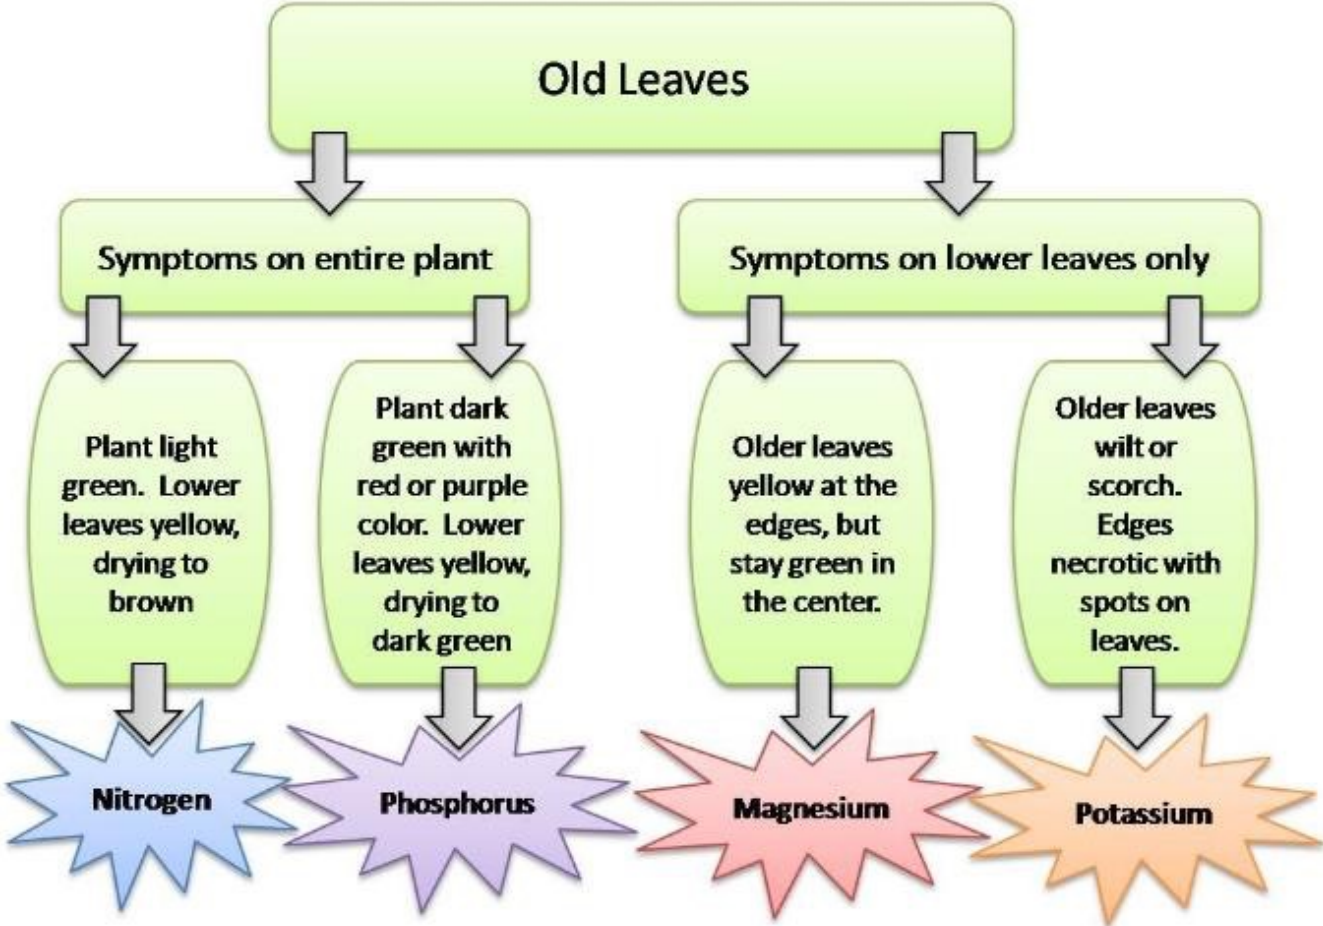 Old Leaves
Symptoms on entire plant
Symptoms on lower leaves only
Plant light
green. Lower
leaves yellow,
drying to
brown
Plant dark
green with
red or purple
color. Lower
leaves yellow,
drying to
dark green
Older leaves
yellow at the
edges, but
stay green in
the center.
Older leaves
wilt or
scorch.
Edges
necrotic with
spots on
leaves.
Nitrogen
Phosphorus
Magnesium
Potassium